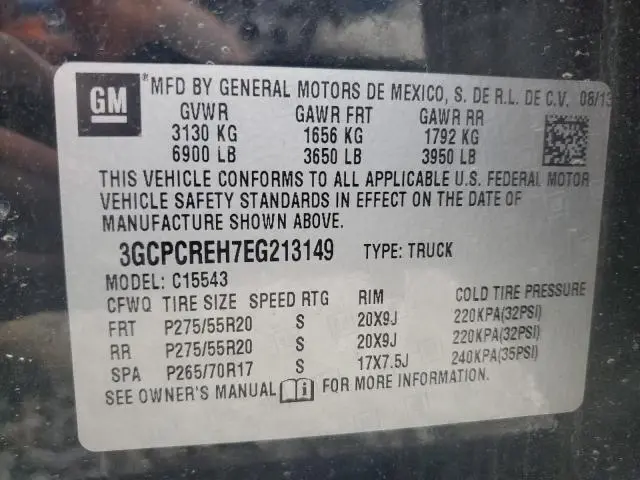 GM ® MFD BY GENERAL MOTORS DE MEXICO, S. DE R.L. DE C.V. 08/13
GVWR GAWR FRT GAWR RR
3130 KG 1656 KG 1792 KG
6900 LB 3650 LB 3950 LB
THIS VEHICLE CONFORMS TO ALL APPLICABLE U.S. FEDERAL MOTOR
VEHICLE SAFETY STANDARDS IN EFFECT ON THE DATE OF
MANUFACTURE SHOWN ABOVE.
3GCPCREH7EG213149 TYPE: TRUCK
MODEL: C15543
CFWQ TIRE SIZE SPEED RTG RIM COLD TIRE PRESSURE
FRT P275/55R20 S 20X9J 220KPA(32PSI)
RR P275/55R20 S 20X9J 220KPA(32PSI)
SPA P265/70R17 S 17X7.5J 240KPA(35PSI)
SEE OWNER'S MANUAL i FOR MORE INFORMATION.